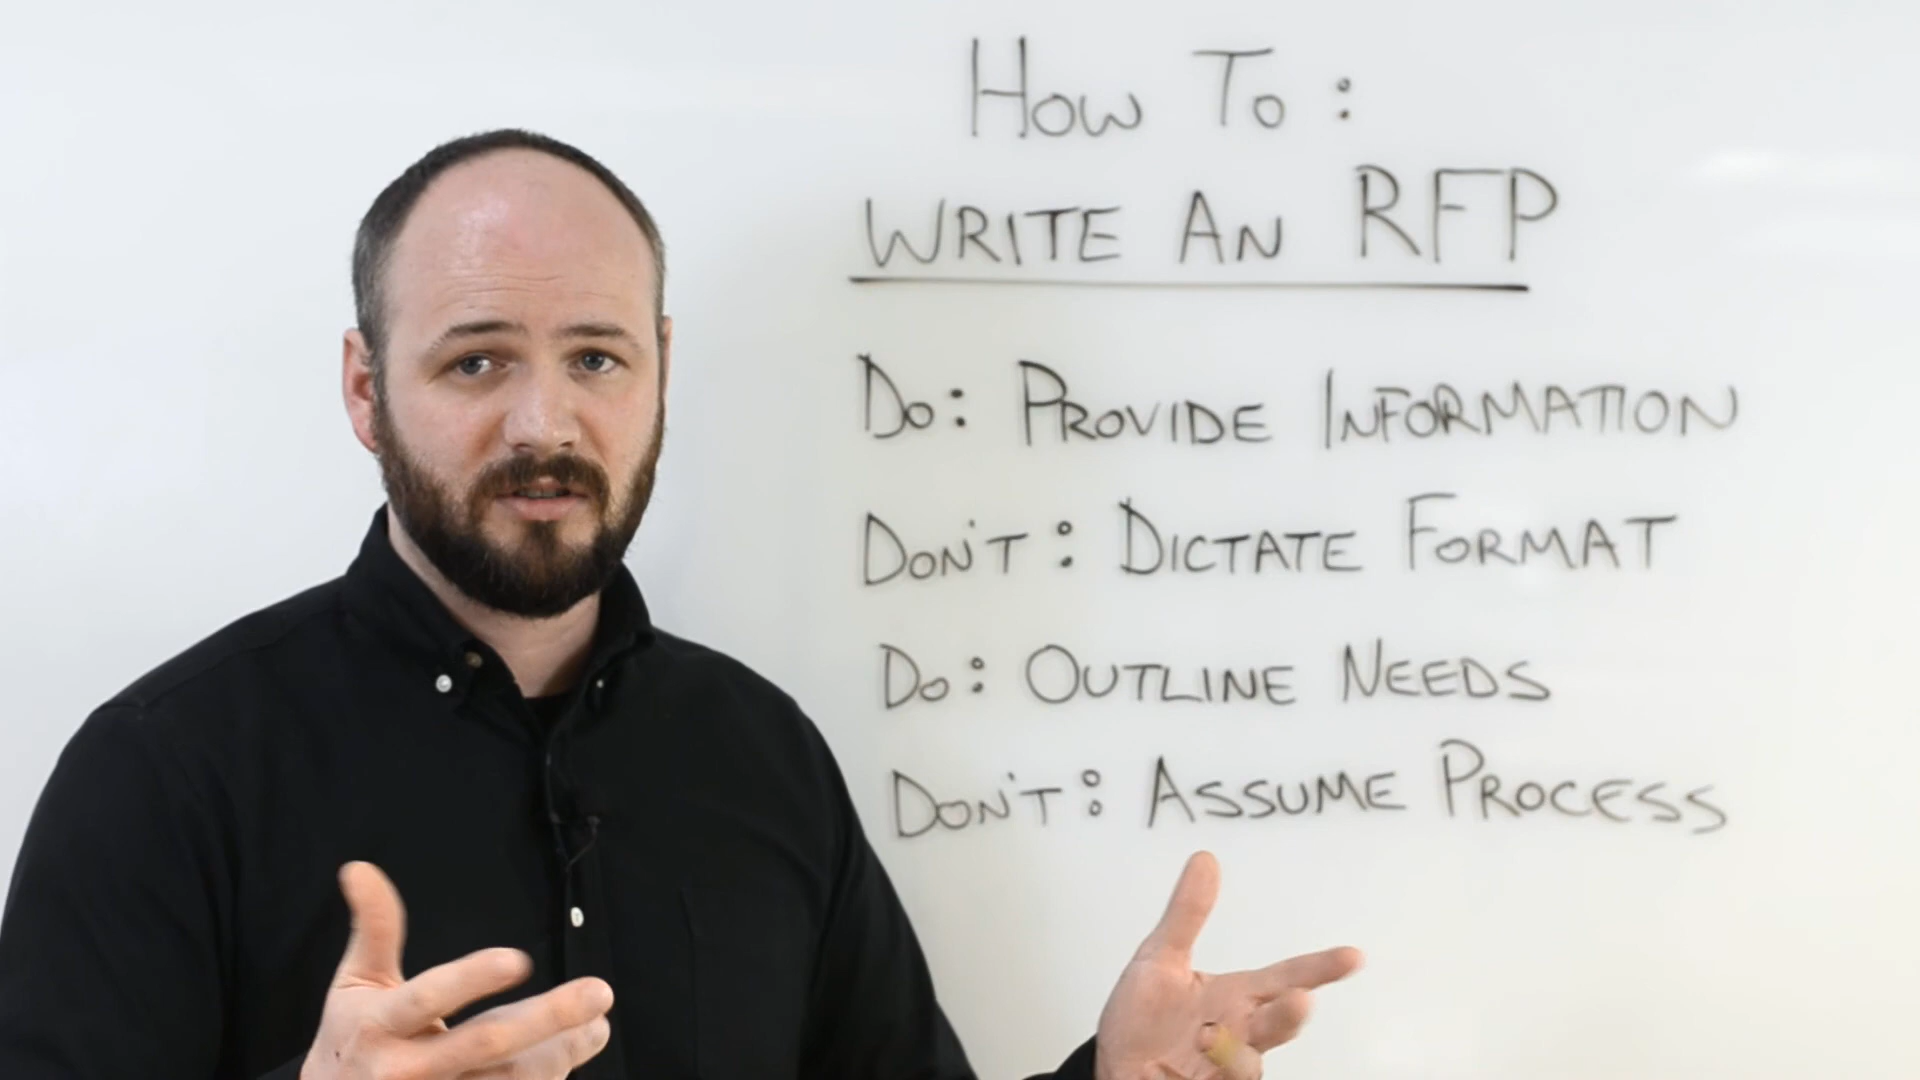 How To:
WRITE AN RFP
Do: PROVIDE INFORMATION
DON'T: DICTATE FORMAT
Do: OUTLINE NEEDS
DON'T: ASSUME PROCESS